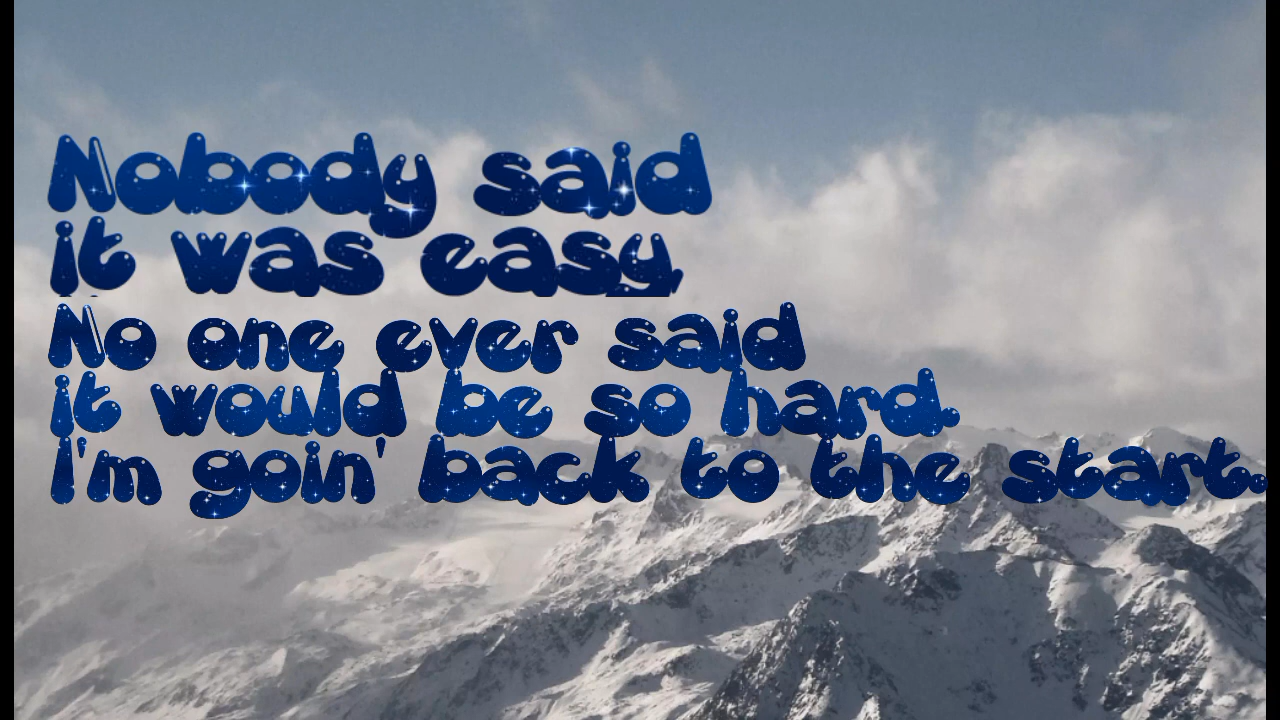 Nobody said
it was easy,
No one ever said
it would be so hard.
I'm goin' back to the start.